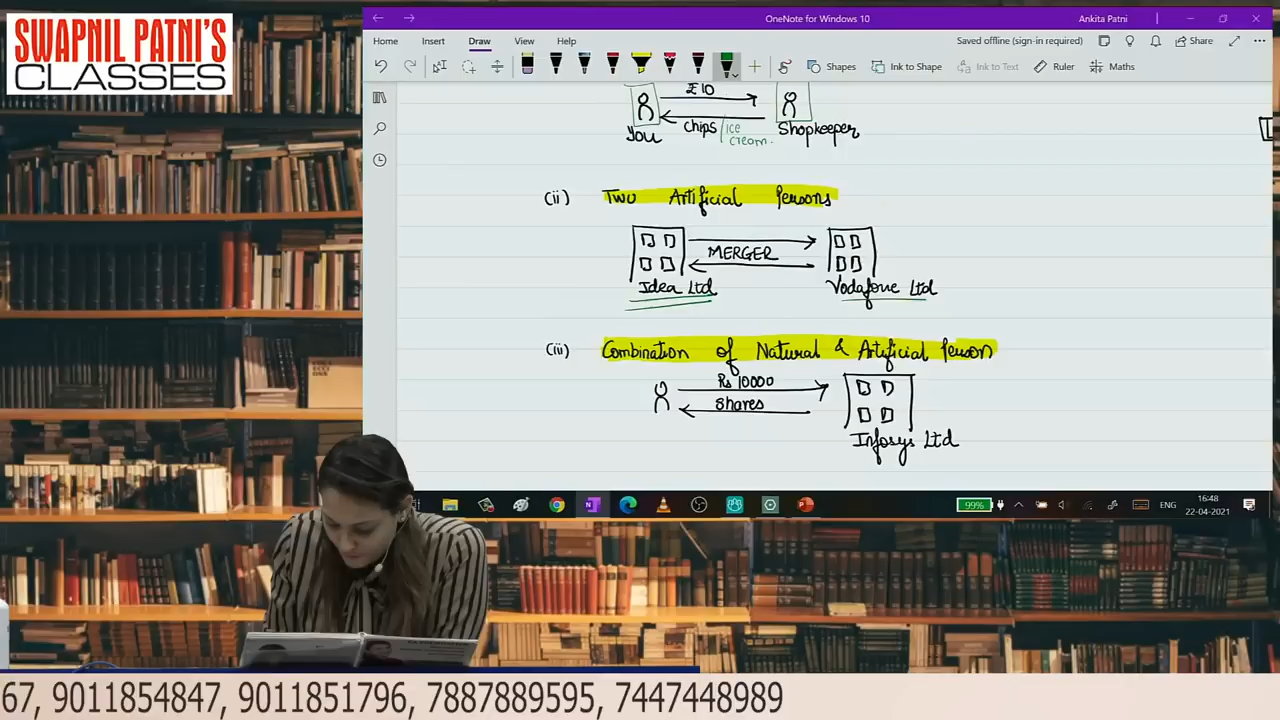 SWAPNIL PATNI'S
CLASSES
OneNote for Windows 10
Ankita Patni
Home Insert Draw View Help
Saved offline (sign-in required)
Share
Shapes
Ink to Shape
Ink to Text
Ruler
Maths
₤10
You
chips/ice cream.
Shopkeeper
(ii) Two Artificial Persons
MERGER
Idea Ltd
Vodafone Ltd
(iii) Combination of Natural & Artificial Person
Rs 10000
shares
Infosys Ltd
99%
ENG
16:48
22-04-2021
67, 9011854847, 9011851796, 7887889595, 7447448989